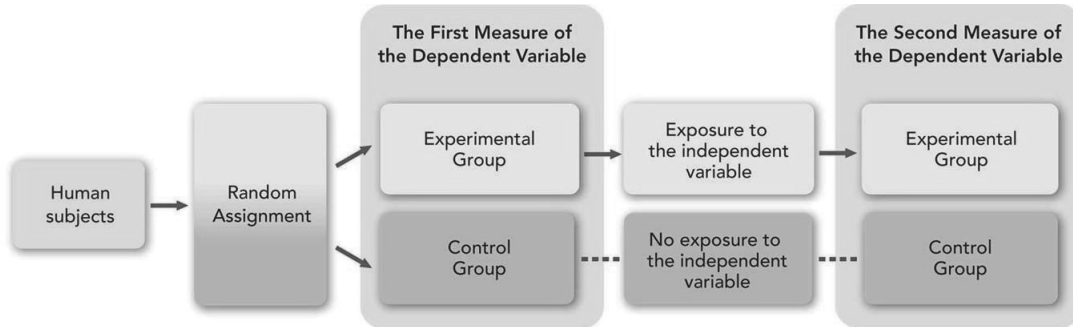 The First Measure of
the Dependent Variable
The Second Measure of
the Dependent Variable
Human
subjects
Random
Assignment
Experimental
Group
Exposure to
the independent
variable
Experimental
Group
Control
Group
No exposure to
the independent
variable
Control
Group